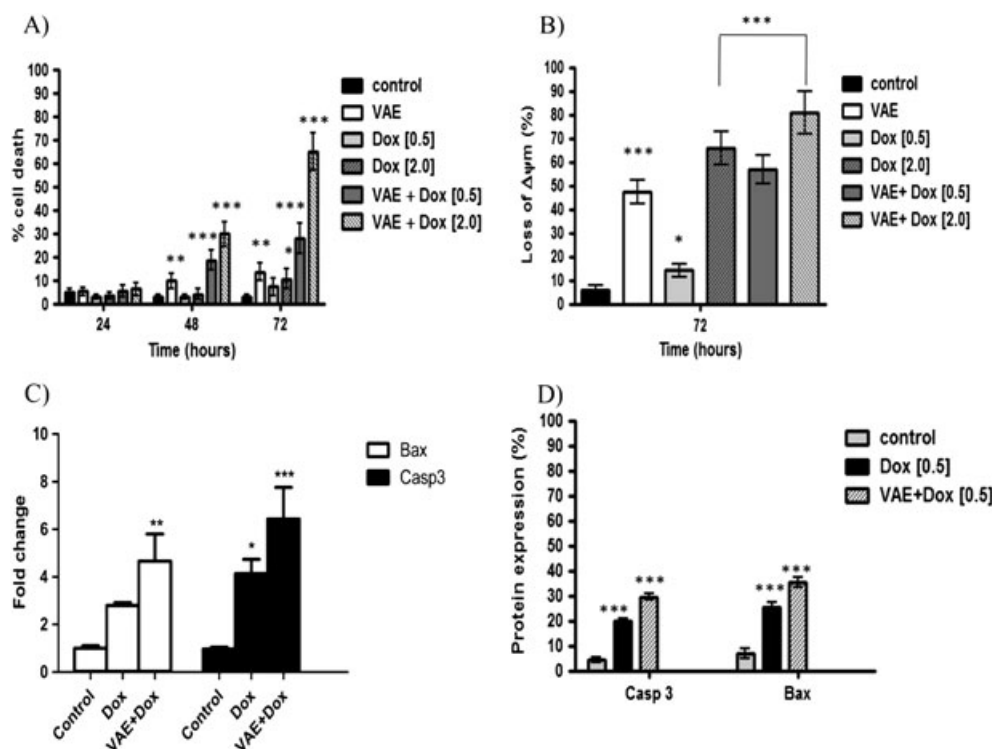 A)
% cell death
100
90
80
70
60
50
40
30
20
10
0
** *** *** ** * *** ***
24 48 72
Time (hours)
control
VAE
Dox [0.5]
Dox [2.0]
VAE + Dox [0.5]
VAE + Dox [2.0]
B)
Loss of Δψm (%)
100
90
80
70
60
50
40
30
20
10
0
*** * ***
72
Time (hours)
control
VAE
Dox [0.5]
Dox [2.0]
VAE+ Dox [0.5]
VAE+ Dox [2.0]
C)
Fold change
10
8
6
4
2
0
** * ***
Control Dox VAE+Dox Control Dox VAE+Dox
Bax
Casp3
D)
Protein expression (%)
100
90
80
70
60
50
40
30
20
10
0
*** *** *** ***
Casp 3 Bax
control
Dox [0.5]
VAE+Dox [0.5]